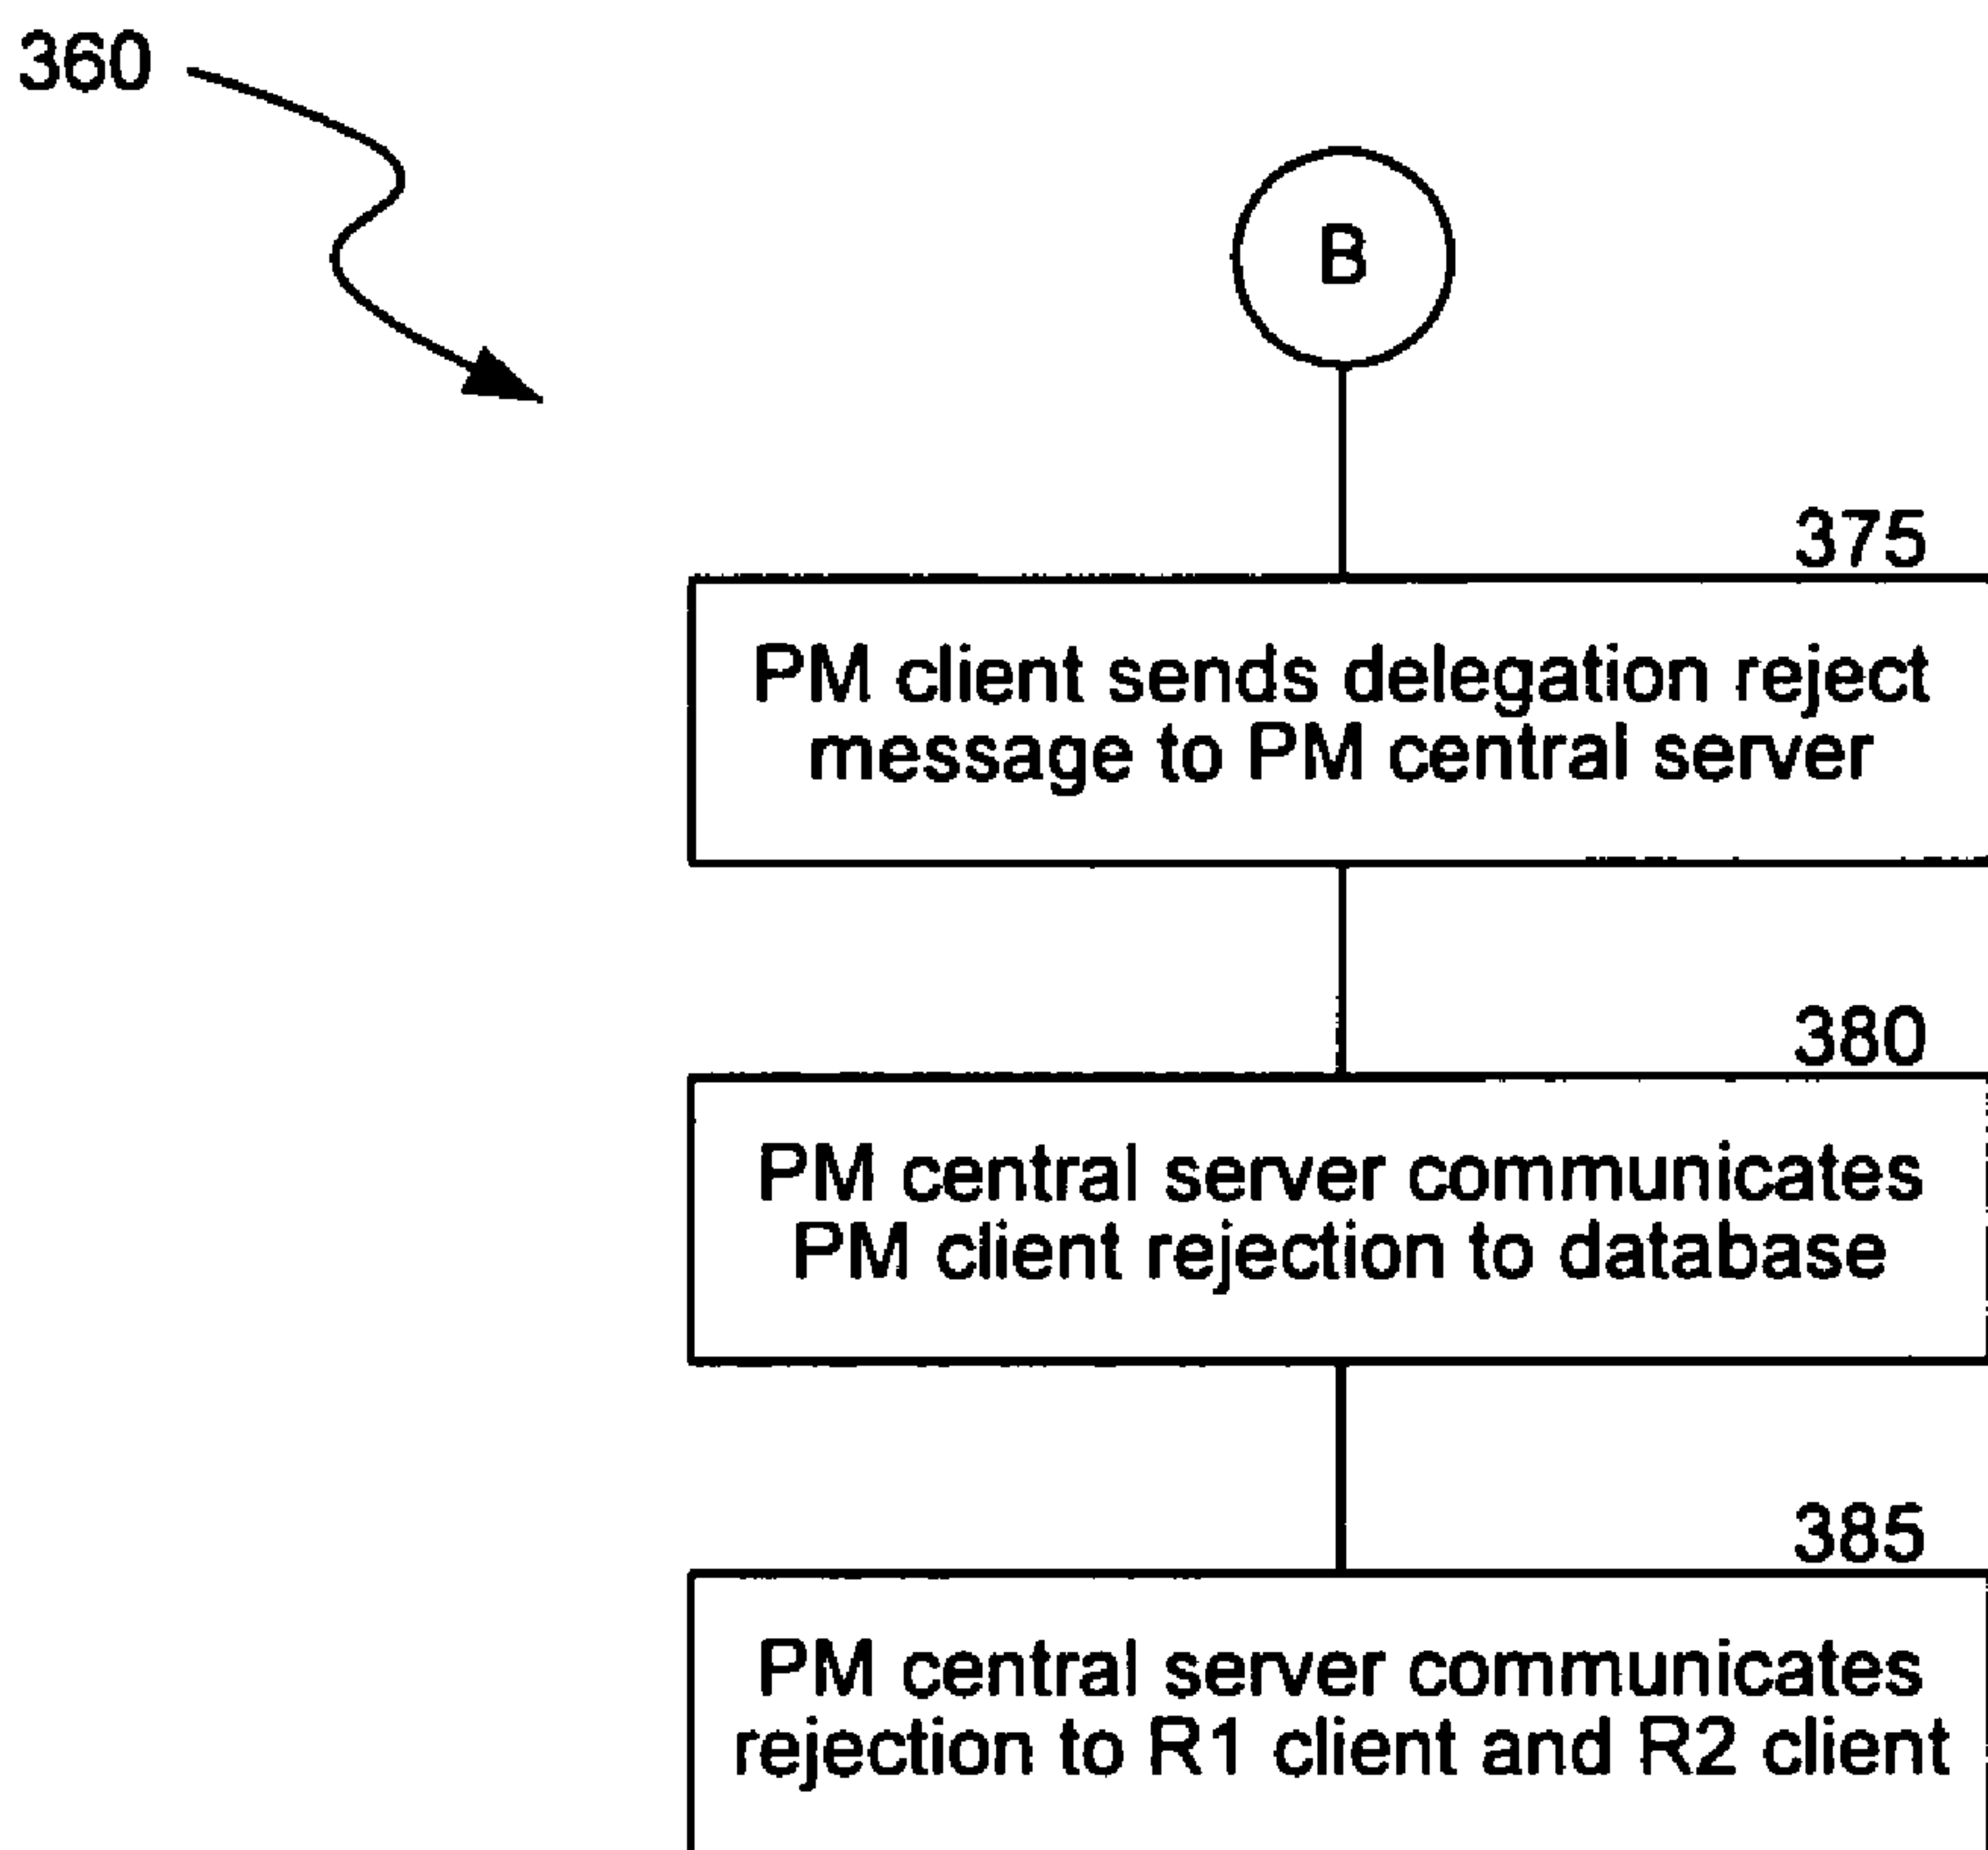 360
B
375
PM client sends delegation reject
message to PM central server
380
PM central server communicates
PM client rejection to database
385
PM central server communicates
rejection to R1 client and R2 client